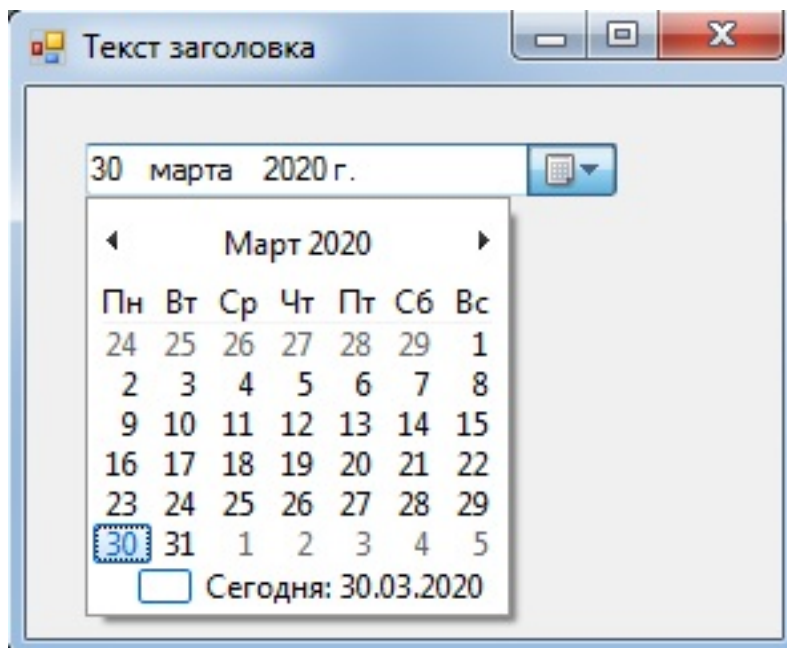 Текст заголовка
30 марта 2020 г.
Март 2020
Пн Вт Ср Чт Пт Сб Вс
24 25 26 27 28 29 1
2 3 4 5 6 7 8
9 10 11 12 13 14 15
16 17 18 19 20 21 22
23 24 25 26 27 28 29
30 31 1 2 3 4 5
Сегодня: 30.03.2020